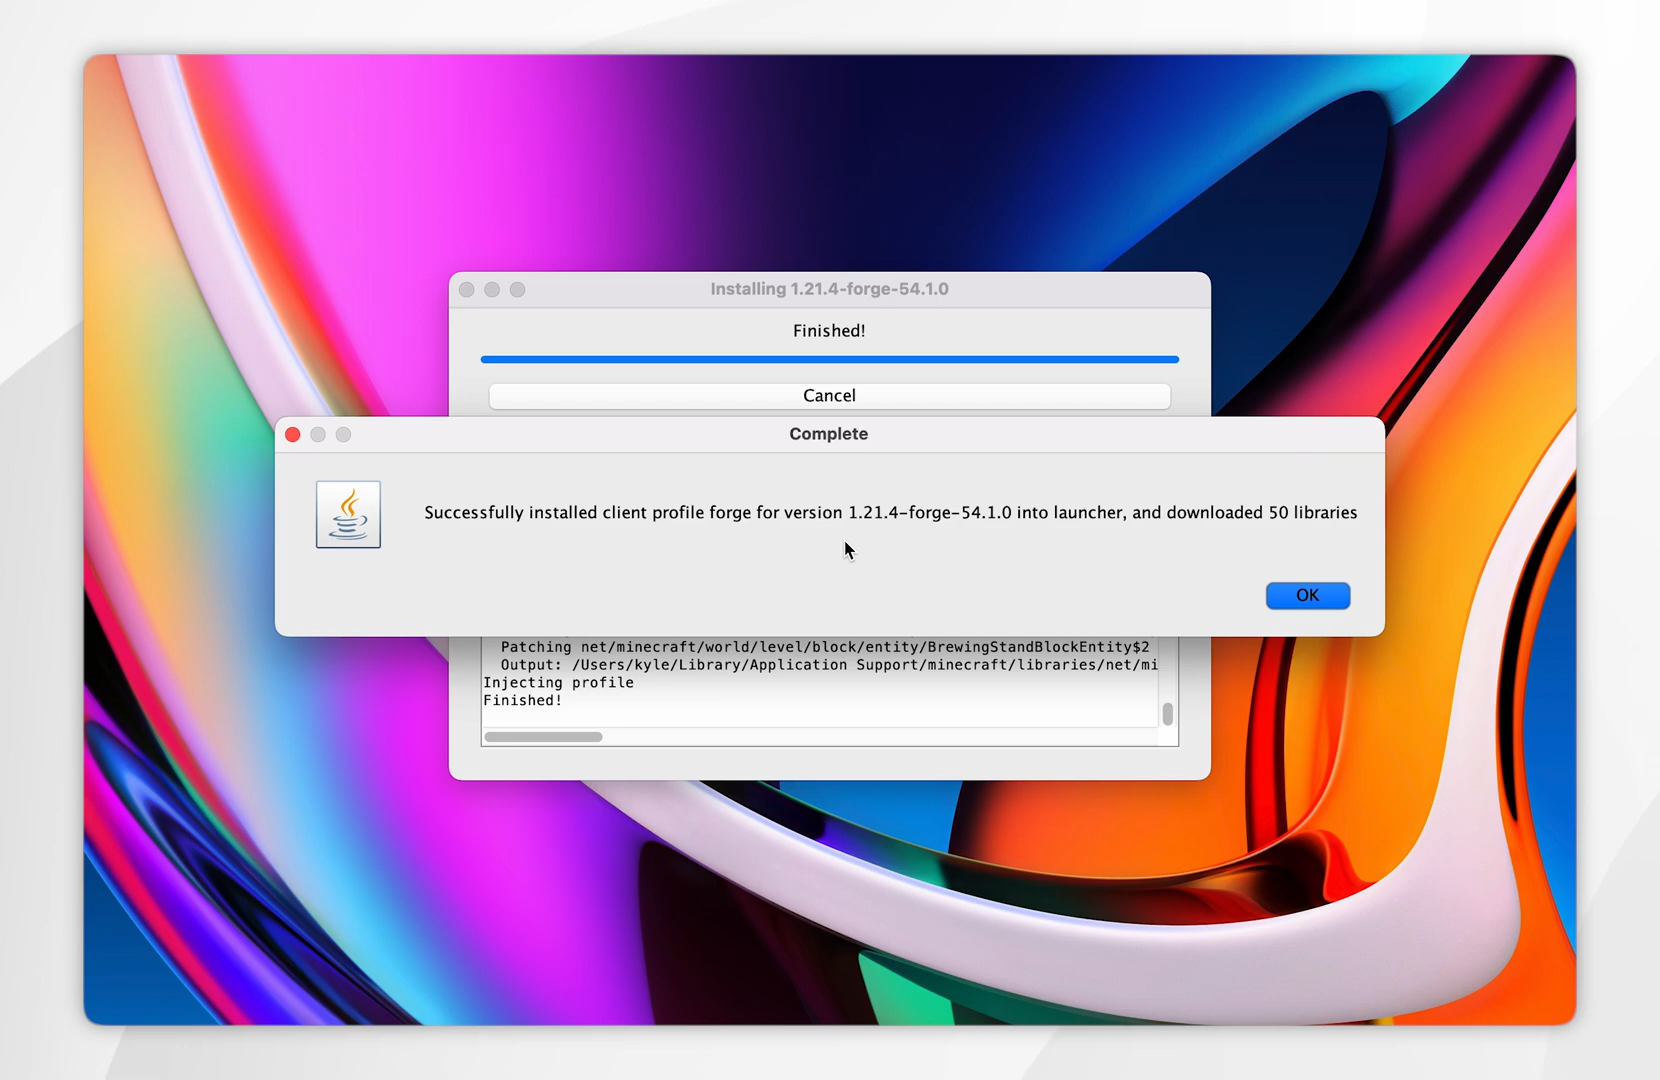 Installing 1.21.4-forge-54.1.0
Finished!
Cancel
Complete
Successfully installed client profile forge for version 1.21.4-forge-54.1.0 into launcher, and downloaded 50 libraries
OK
Patching net/minecraft/world/level/block/entity/BrewingStandBlockEntity$2
Output: /Users/kyle/Library/Application Support/minecraft/libraries/net/mi
Injecting profile
Finished!